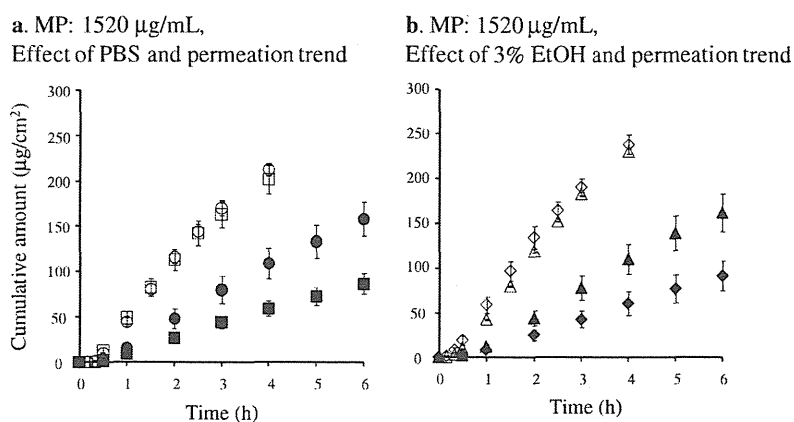 a. MP: 1520 µg/mL,
Effect of PBS and permeation trend
Cumulative amount (µg/cm²)
300
250
200
150
100
50
0
0 1 2 3 4 5 6
Time (h)
b. MP: 1520 µg/mL,
Effect of 3% EtOH and permeation trend
300
250
200
150
100
50
0
0 1 2 3 4 5 6
Time (h)